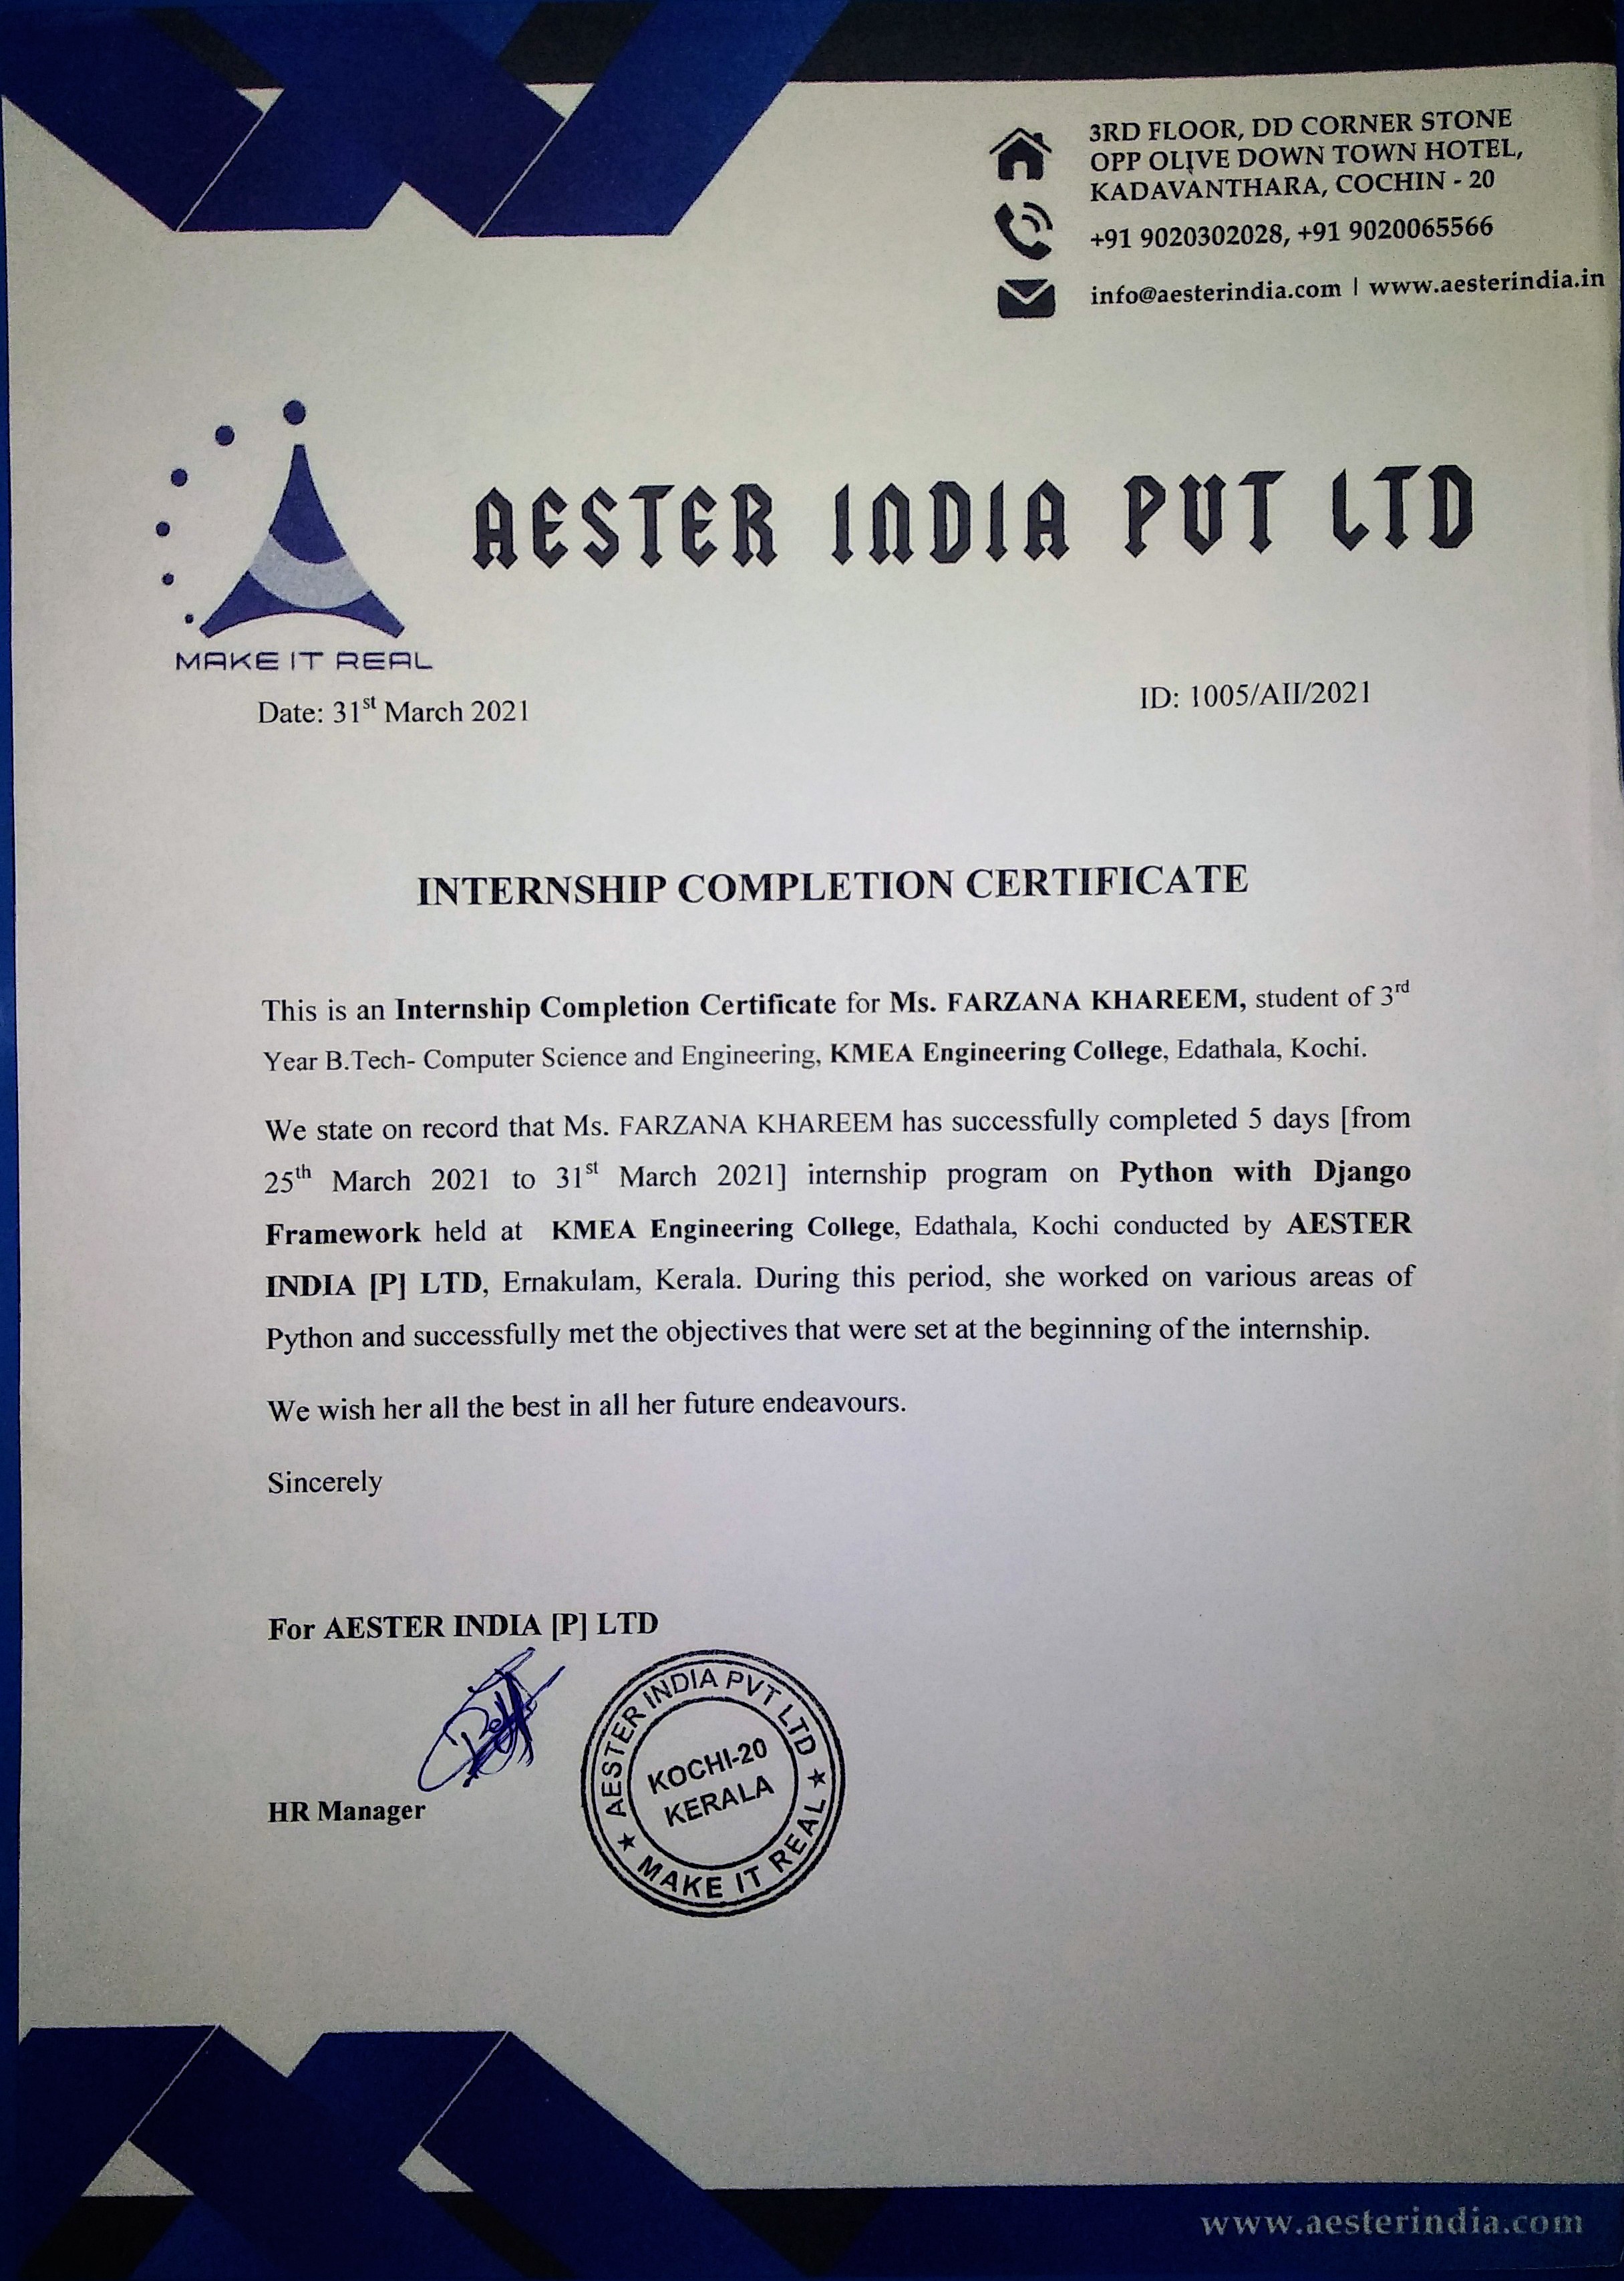 3RD FLOOR, DD CORNER STONE
OPP OLIVE DOWN TOWN HOTEL,
KADAVANTHARA, COCHIN - 20
+91 9020302028, +91 9020065566
info@aesterindia.com | www.aesterindia.in
AESTER INDIA PVT LTD
MAKE IT REAL
Date: 31st March 2021
ID: 1005/AII/2021
INTERNSHIP COMPLETION CERTIFICATE
This is an Internship Completion Certificate for Ms. FARZANA KHAREEM, student of 3rd
Year B.Tech- Computer Science and Engineering, KMEA Engineering College, Edathala, Kochi.
We state on record that Ms. FARZANA KHAREEM has successfully completed 5 days [from
25th March 2021 to 31st March 2021] internship program on Python with Django
Framework held at KMEA Engineering College, Edathala, Kochi conducted by AESTER
INDIA [P] LTD, Ernakulam, Kerala. During this period, she worked on various areas of
Python and successfully met the objectives that were set at the beginning of the internship.
We wish her all the best in all her future endeavours.
Sincerely
For AESTER INDIA [P] LTD
HR Manager
AESTER INDIA PVT LTD
KOCHI-20
KERALA
★ MAKE IT REAL ★
www.aesterindia.com